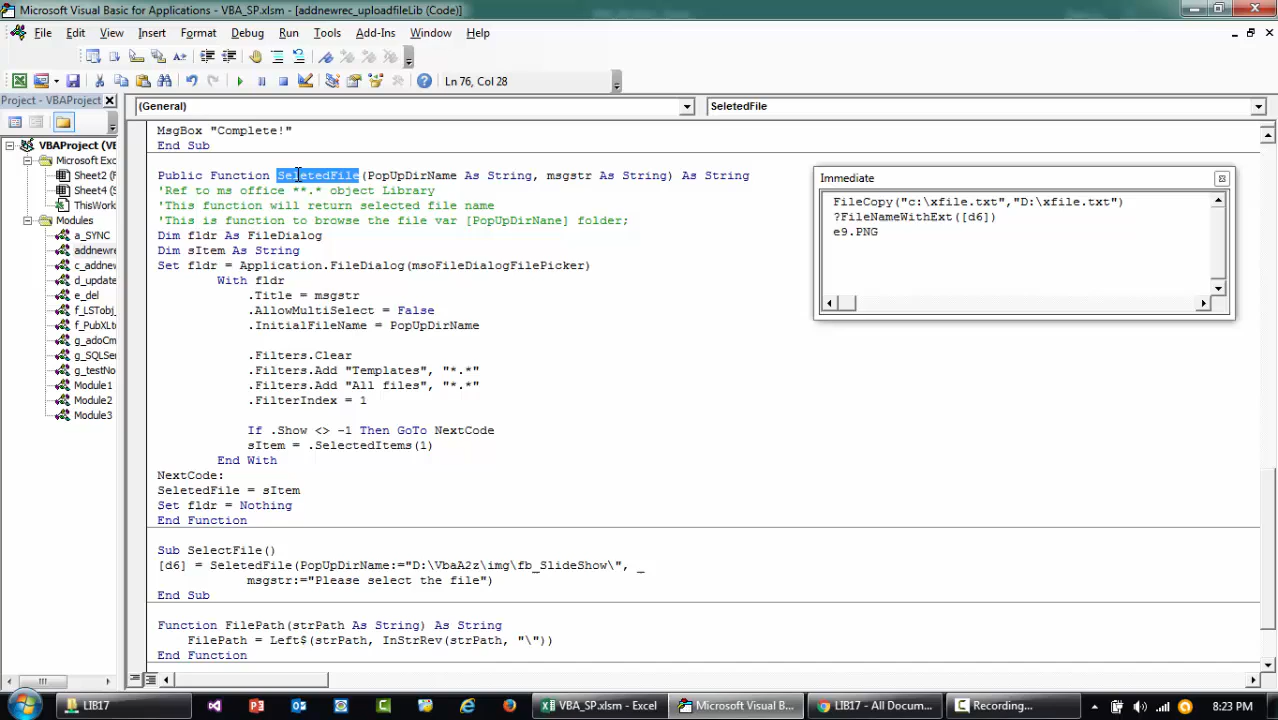 Microsoft Visual Basic for Applications - VBA_SP.xlsm - [addnewrec_uploadfileLib (Code)]
File Edit View Insert Format Debug Run Tools Add-Ins Window Help
Ln 76, Col 28
Project - VBAProject
(General)
SeletedFile
VBAProject (VB
Microsoft Exc
Sheet2 (F
Sheet4 (S
ThisWork
Modules
a_SYNC
addnewre
c_addnew
d_update
e_del
f_LSTobj_
f_PubXLto
g_adoCm
g_SQLSer
g_testNo
Module1
Module2
Module3
MsgBox "Complete!"
End Sub
Public Function SeletedFile(PopUpDirName As String, msgstr As String) As String
'Ref to ms office **.* object Library
'This function will return selected file name
'This is function to browse the file var [PopUpDirNane] folder;
Dim fldr As FileDialog
Dim sItem As String
Set fldr = Application.FileDialog(msoFileDialogFilePicker)
With fldr
.Title = msgstr
.AllowMultiSelect = False
.InitialFileName = PopUpDirName
.Filters.Clear
.Filters.Add "Templates", "*.*"
.Filters.Add "All files", "*.*"
.FilterIndex = 1
If .Show <> -1 Then GoTo NextCode
sItem = .SelectedItems(1)
End With
NextCode:
SeletedFile = sItem
Set fldr = Nothing
End Function
Sub SelectFile()
[d6] = SeletedFile(PopUpDirName:="D:\VbaA2z\img\fb_SlideShow\", _
msgstr:="Please select the file")
End Sub
Function FilePath(strPath As String) As String
FilePath = Left$(strPath, InStrRev(strPath, "\"))
End Function
Immediate
FileCopy("c:\xfile.txt","D:\xfile.txt")
?FileNameWithExt([d6])
e9.PNG
LIB17
VBA_SP.xlsm - Excel
Microsoft Visual B...
LIB17 - All Docum...
Recording...
8:23 PM